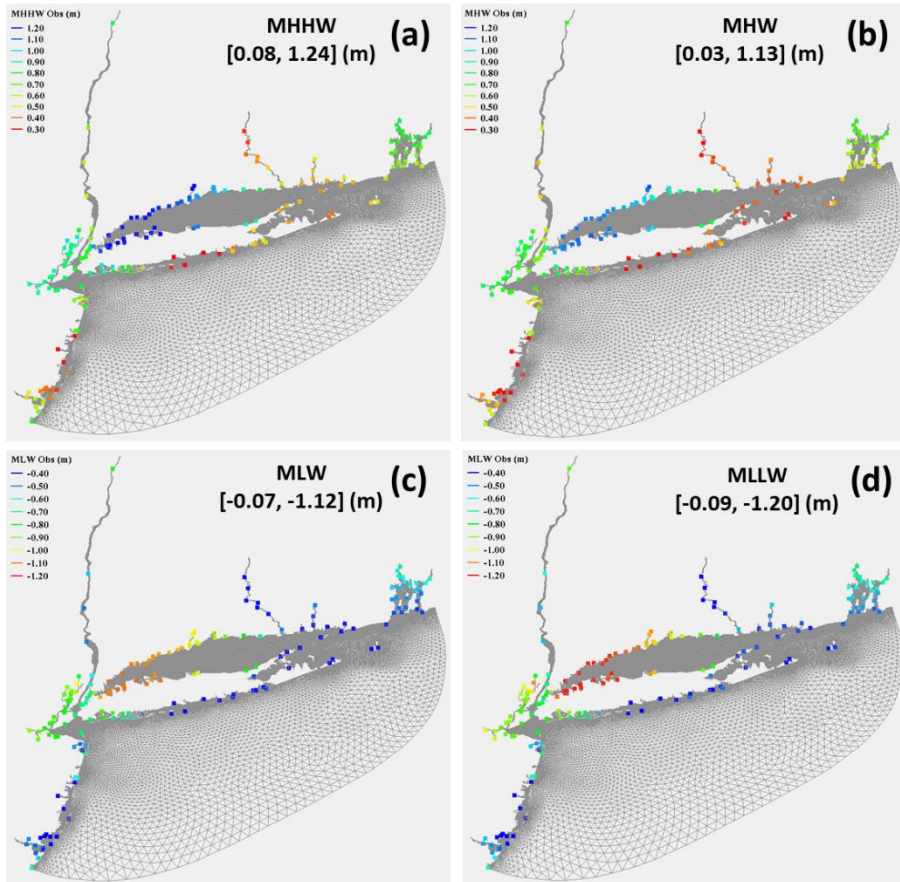 MHHW Obs (m)
1.20
1.10
1.00
0.90
0.80
0.70
0.60
0.50
0.40
0.30
MHHW
[0.08, 1.24] (m)
(a)
MHW Obs (m)
1.20
1.10
1.00
0.90
0.80
0.70
0.60
0.50
0.40
0.30
MHW
[0.03, 1.13] (m)
(b)
MLW Obs (m)
-0.40
-0.50
-0.60
-0.70
-0.80
-0.90
-1.00
-1.10
-1.20
MLW
[-0.07, -1.12] (m)
(c)
MLW Obs (m)
-0.40
-0.50
-0.60
-0.70
-0.80
-0.90
-1.00
-1.10
-1.20
MLLW
[-0.09, -1.20] (m)
(d)